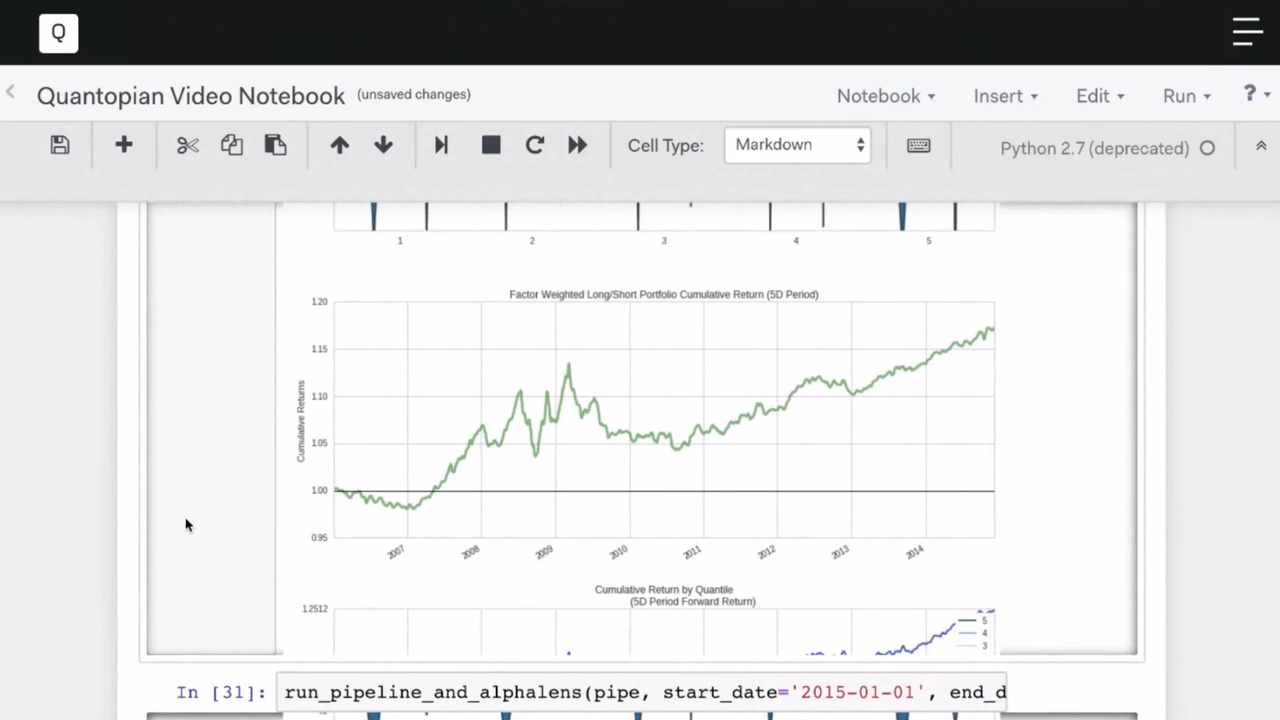 Q
Quantopian Video Notebook (unsaved changes) Notebook Insert Edit Run ?
Cell Type: Markdown Python 2.7 (deprecated)
1 2 3 4 5
Factor Weighted Long/Short Portfolio Cumulative Return (5D Period)
1.20
1.15
1.10
1.05
1.00
0.95
Cumulative Returns
2007 2008 2009 2010 2011 2012 2013 2014
Cumulative Return by Quantile
(5D Period Forward Return)
1.2512
5
4
3
In [31]: run_pipeline_and_alphalens(pipe, start_date='2015-01-01', end_d